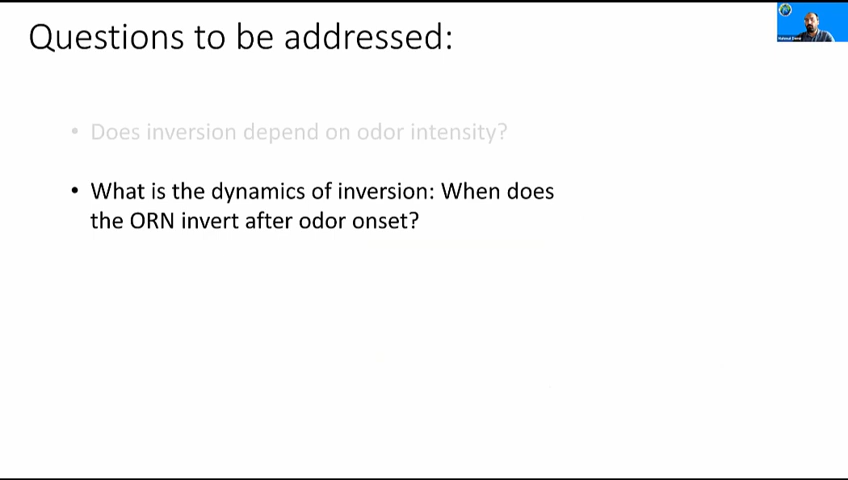 Questions to be addressed:
• Does inversion depend on odor intensity?
• What is the dynamics of inversion: When does
the ORN invert after odor onset?